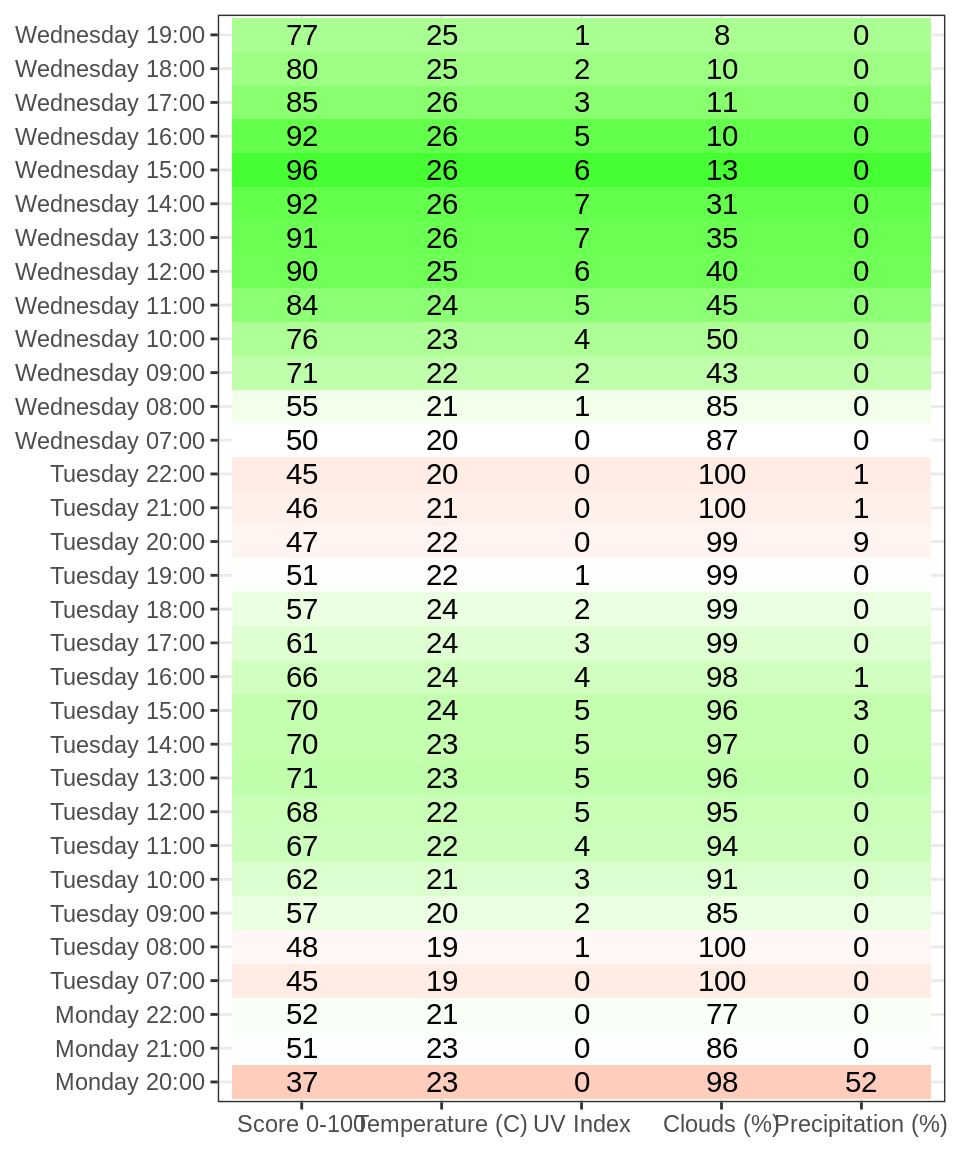 Wednesday 19:00 77 25 1 8 0
Wednesday 18:00 80 25 2 10 0
Wednesday 17:00 85 26 3 11 0
Wednesday 16:00 92 26 5 10 0
Wednesday 15:00 96 26 6 13 0
Wednesday 14:00 92 26 7 31 0
Wednesday 13:00 91 26 7 35 0
Wednesday 12:00 90 25 6 40 0
Wednesday 11:00 84 24 5 45 0
Wednesday 10:00 76 23 4 50 0
Wednesday 09:00 71 22 2 43 0
Wednesday 08:00 55 21 1 85 0
Wednesday 07:00 50 20 0 87 0
Tuesday 22:00 45 20 0 100 1
Tuesday 21:00 46 21 0 100 1
Tuesday 20:00 47 22 0 99 9
Tuesday 19:00 51 22 1 99 0
Tuesday 18:00 57 24 2 99 0
Tuesday 17:00 61 24 3 99 0
Tuesday 16:00 66 24 4 98 1
Tuesday 15:00 70 24 5 96 3
Tuesday 14:00 70 23 5 97 0
Tuesday 13:00 71 23 5 96 0
Tuesday 12:00 68 22 5 95 0
Tuesday 11:00 67 22 4 94 0
Tuesday 10:00 62 21 3 91 0
Tuesday 09:00 57 20 2 85 0
Tuesday 08:00 48 19 1 100 0
Tuesday 07:00 45 19 0 100 0
Monday 22:00 52 21 0 77 0
Monday 21:00 51 23 0 86 0
Monday 20:00 37 23 0 98 52
Score 0-100 Temperature (C) UV Index Clouds (%) Precipitation (%)